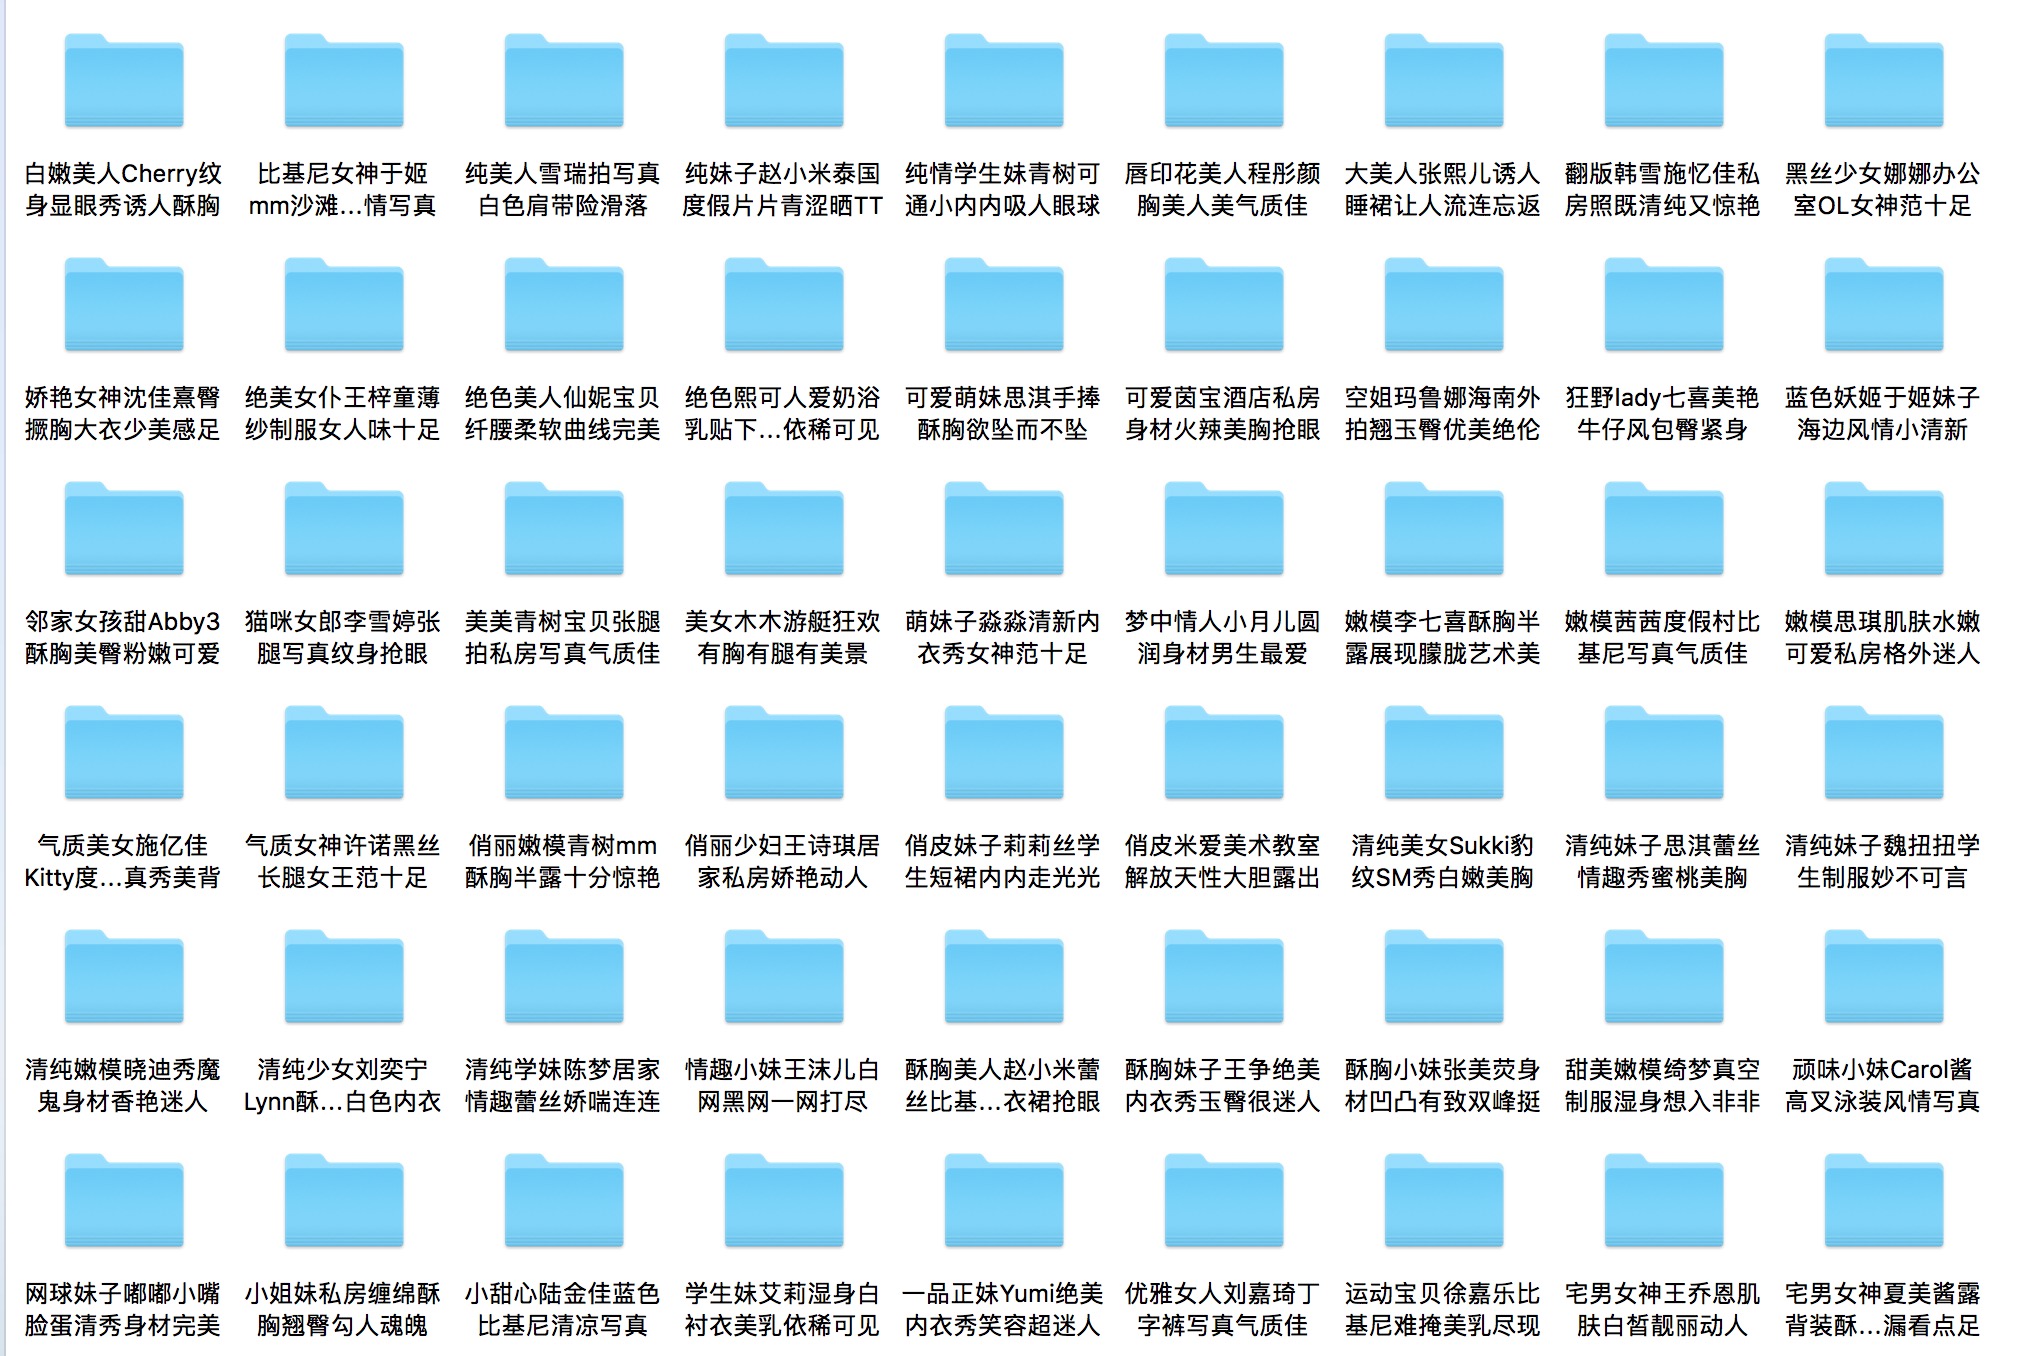 白嫩美人Cherry纹
身显眼秀诱人酥胸
比基尼女神于姬
mm沙滩...情写真
纯美人雪瑞拍写真
白色肩带险滑落
纯妹子赵小米泰国
度假片片青涩晒TT
纯情学生妹青树可
通小内内吸人眼球
唇印花美人程彤颜
胸美人美气质佳
大美人张熙儿诱人
睡裙让人流连忘返
翻版韩雪施忆佳私
房照既清纯又惊艳
黑丝少女娜娜办公
室OL女神范十足
娇艳女神沈佳熹臀
撅胸大衣少美感足
绝美女仆王梓童薄
纱制服女人味十足
绝色美人仙妮宝贝
纤腰柔软曲线完美
绝色熙可人爱奶浴
乳贴下...依稀可见
可爱萌妹思淇手捧
酥胸欲坠而不坠
可爱茵宝酒店私房
身材火辣美胸抢眼
空姐玛鲁娜海南外
拍翘玉臀优美绝伦
狂野lady七喜美艳
牛仔风包臀紧身
蓝色妖姬于姬妹子
海边风情小清新
邻家女孩甜Abby3
酥胸美臀粉嫩可爱
猫咪女郎李雪婷张
腿写真纹身抢眼
美美青树宝贝张腿
拍私房写真气质佳
美女木木游艇狂欢
有胸有腿有美景
萌妹子淼淼清新内
衣秀女神范十足
梦中情人小月儿圆
润身材男生最爱
嫩模李七喜酥胸半
露展现朦胧艺术美
嫩模茜茜度假村比
基尼写真气质佳
嫩模思琪肌肤水嫩
可爱私房格外迷人
气质美女施亿佳
Kitty度...真秀美背
气质女神许诺黑丝
长腿女王范十足
俏丽嫩模青树mm
酥胸半露十分惊艳
俏丽少妇王诗琪居
家私房娇艳动人
俏皮妹子莉莉丝学
生短裙内内走光光
俏皮米爱美术教室
解放天性大胆露出
清纯美女Sukki豹
纹SM秀白嫩美胸
清纯妹子思淇蕾丝
情趣秀蜜桃美胸
清纯妹子魏扭扭学
生制服妙不可言
清纯嫩模晓迪秀魔
鬼身材香艳迷人
清纯少女刘奕宁
Lynn酥...白色内衣
清纯学妹陈梦居家
情趣蕾丝娇喘连连
情趣小妹王沫儿白
网黑网一网打尽
酥胸美人赵小米蕾
丝比基...衣裙抢眼
酥胸妹子王争绝美
内衣秀玉臀很迷人
酥胸小妹张美荧身
材凹凸有致双峰挺
甜美嫩模绮梦真空
制服湿身想入非非
顽味小妹Carol酱
高叉泳装风情写真
网球妹子嘟嘟小嘴
脸蛋清秀身材完美
小姐妹私房缠绵酥
胸翘臀勾人魂魄
小甜心陆金佳蓝色
比基尼清凉写真
学生妹艾莉湿身白
衬衣美乳依稀可见
一品正妹Yumi绝美
内衣秀笑容超迷人
优雅女人刘嘉琦丁
字裤写真气质佳
运动宝贝徐嘉乐比
基尼难掩美乳尽现
宅男女神王乔恩肌
肤白皙靓丽动人
宅男女神夏美酱露
背装酥...漏看点足